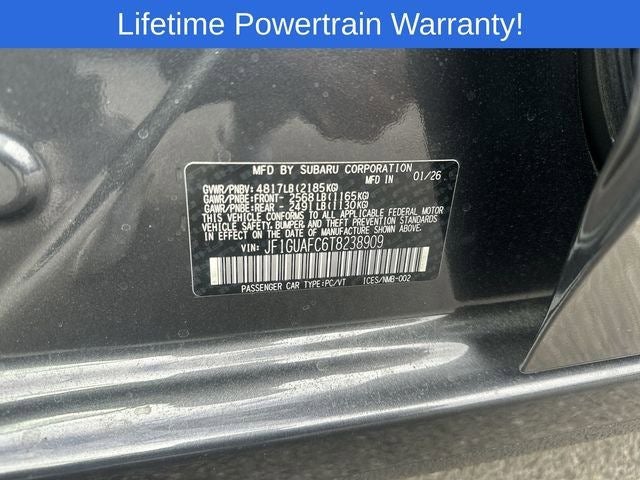 Lifetime Powertrain Warranty!
MFD BY SUBARU CORPORATION
MFD IN 01/26
GVWR/PNBV: 4817LB(2185KG)
GAWR/PNBE:FRONT- 2568LB(1165KG)
GAWR/PNBE:REAR - 2491LB(1130KG)
THIS VEHICLE CONFORMS TO ALL APPLICABLE FEDERAL MOTOR
VEHICLE SAFETY, BUMPER, AND THEFT PREVENTION STANDARDS
IN EFFECT ON THE DATE OF MANUFACTURE SHOWN ABOVE.
VIN: JF1GUAFC6T8238909
PASSENGER CAR TYPE:PC/VT ICES/NMB-002